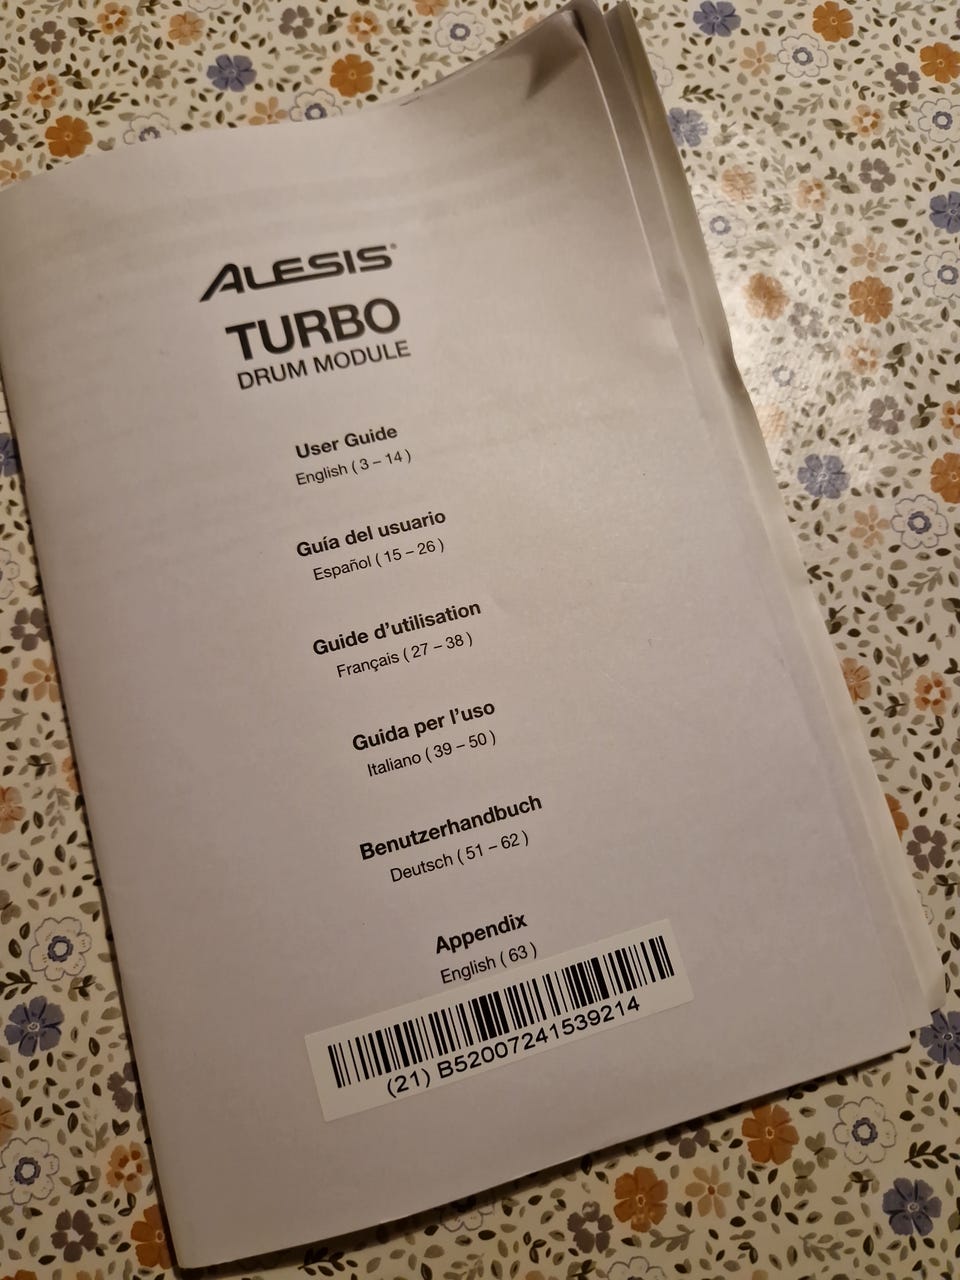 ALESIS®
TURBO
DRUM MODULE
User Guide
English ( 3 – 14 )
Guía del usuario
Español ( 15 – 26 )
Guide d’utilisation
Français ( 27 – 38 )
Guida per l’uso
Italiano ( 39 – 50 )
Benutzerhandbuch
Deutsch ( 51 – 62 )
Appendix
English ( 63 )
(21) B52007241539214